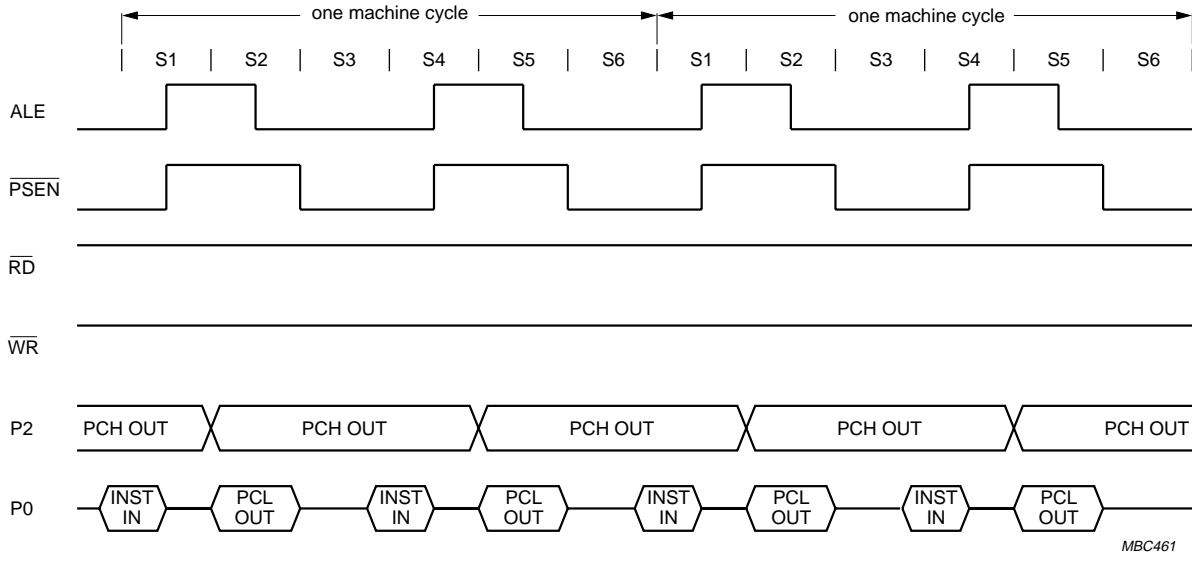 one machine cycle one machine cycle
S1 S2 S3 S4 S5 S6 S1 S2 S3 S4 S5 S6
ALE
PSEN
RD
WR
P2 PCH OUT PCH OUT PCH OUT PCH OUT PCH OUT
P0 INST IN PCL OUT INST IN PCL OUT INST IN PCL OUT INST IN PCL OUT
MBC461